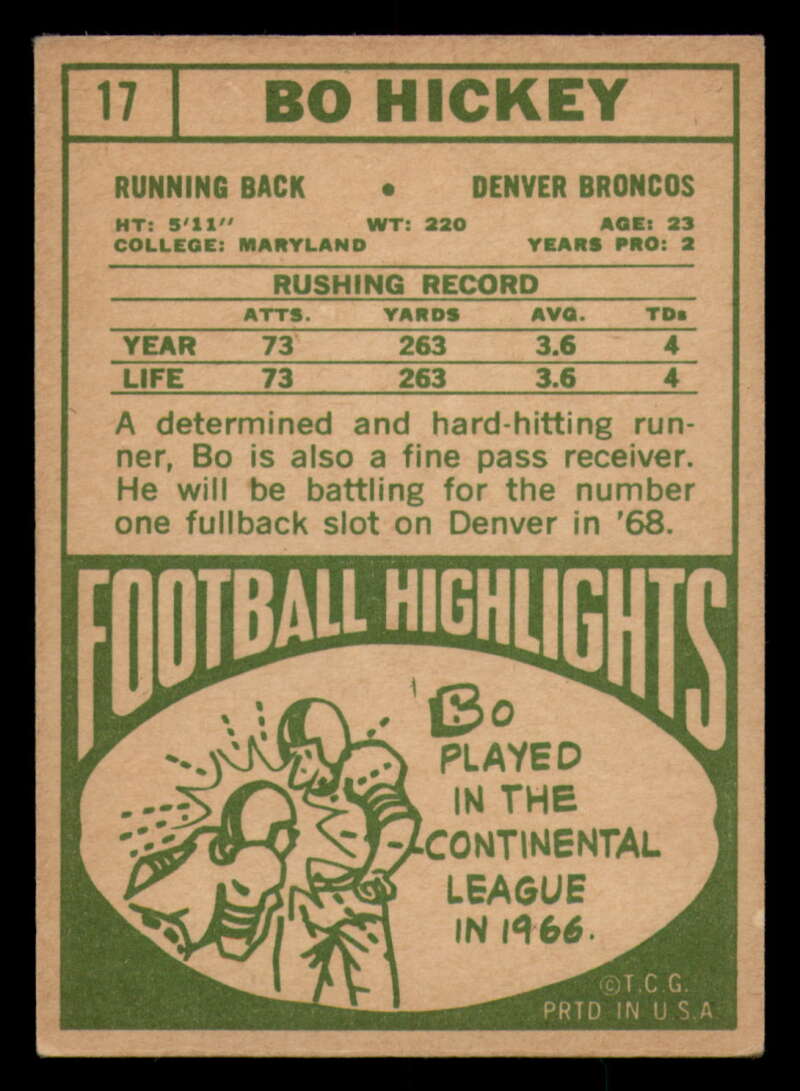 17 BO HICKEY
RUNNING BACK • DENVER BRONCOS
HT: 5'11" WT: 220 AGE: 23
COLLEGE: MARYLAND YEARS PRO: 2
RUSHING RECORD
ATTS. YARDS AVG. TDs
YEAR 73 263 3.6 4
LIFE 73 263 3.6 4
A determined and hard-hitting run-
ner, Bo is also a fine pass receiver.
He will be battling for the number
one fullback slot on Denver in '68.
FOOTBALL HIGHLIGHTS
BO
PLAYED
IN THE
CONTINENTAL
LEAGUE
IN 1966.
©T.C.G.
PRTD IN U.S.A